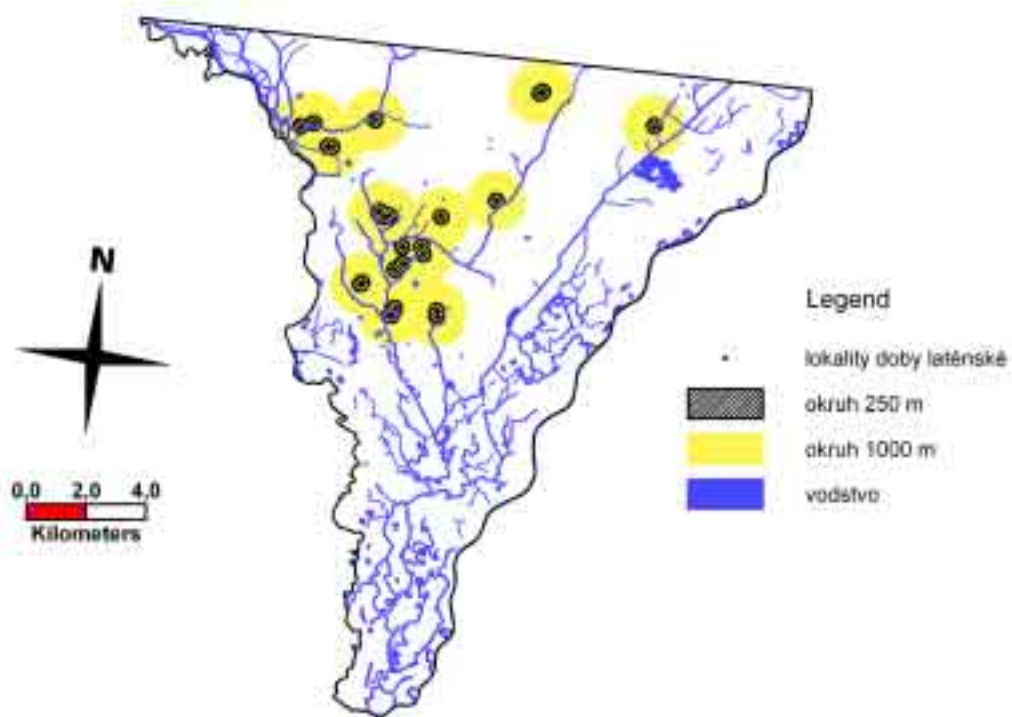 N
0,0 2,0 4,0
Kilometers
Legend
lokality doby laténské
okruh 250 m
okruh 1000 m
vodstvo